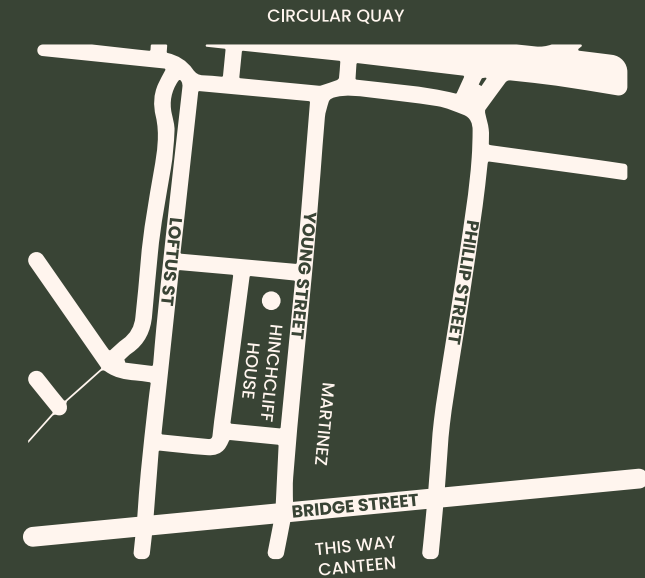 CIRCULAR QUAY
LOFTUS ST
YOUNG STREET
PHILLIP STREET
HINCHCLIFF
HOUSE
MARTINEZ
BRIDGE STREET
THIS WAY
CANTEEN